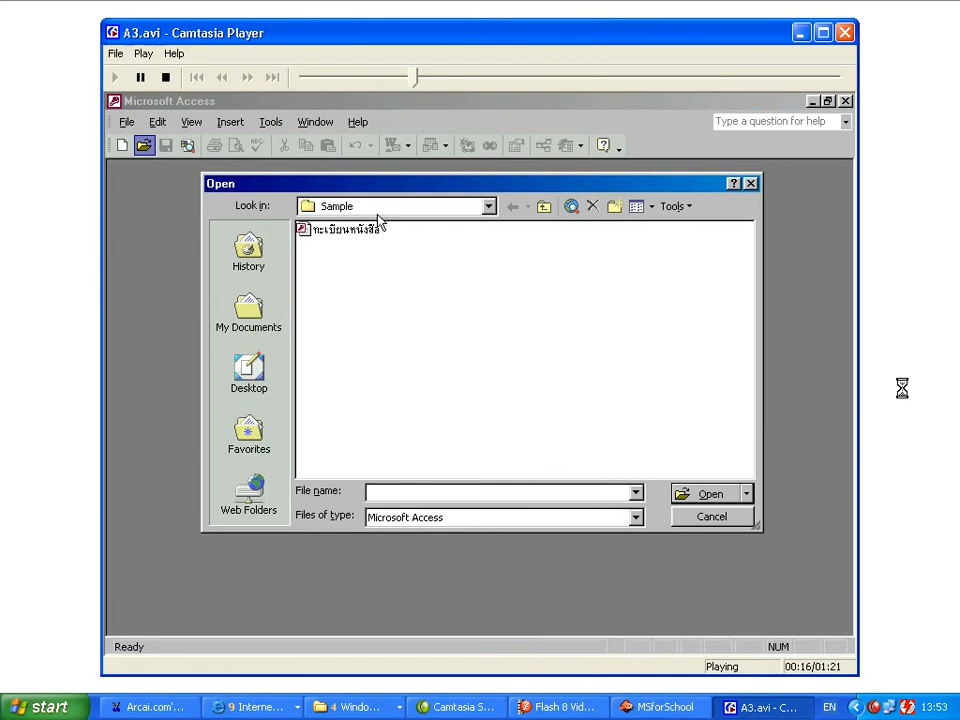 A3.avi - Camtasia Player
File Play Help
Microsoft Access
File Edit View Insert Tools Window Help
Type a question for help
Open
Look in: Sample Tools
ทะเบียนหนังสือ
History
My Documents
Desktop
Favorites
Web Folders
File name: Open
Files of type: Microsoft Access Cancel
Ready NUM
Playing 00:16/01:21
start Arcai.com'... 9 Interne... 4 Windo... Camtasia S... Flash 8 Vid... MSforSchool A3.avi - C... EN 13:53